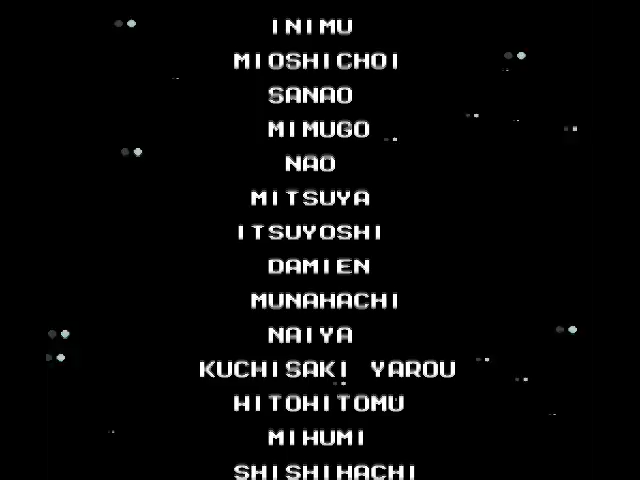 INIMU
MIOSHICHOI
SANAO
MIMUGO
NAO
MITSUYA
ITSUYOSHI
DAMIEN
MUNAHACHI
NAIYA
KUCHISAKI YAROU
HITOHITOMU
MIHUMI
SHISHIHACHI